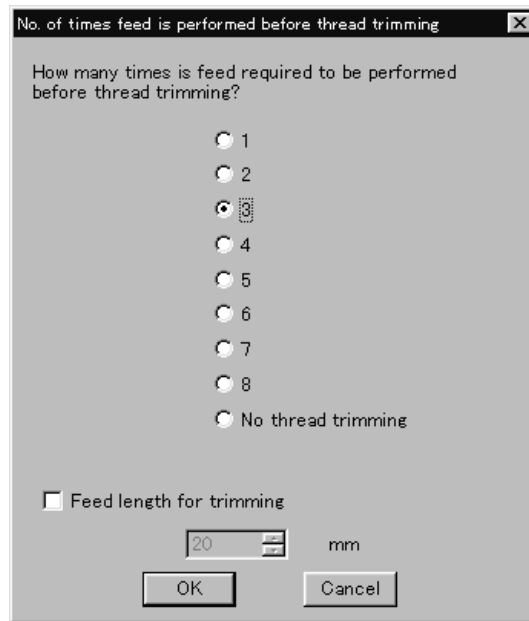 No. of times feed is performed before thread trimming
How many times is feed required to be performed
before thread trimming?
1
2
3
4
5
6
7
8
No thread trimming
Feed length for trimming
20 mm
OK Cancel